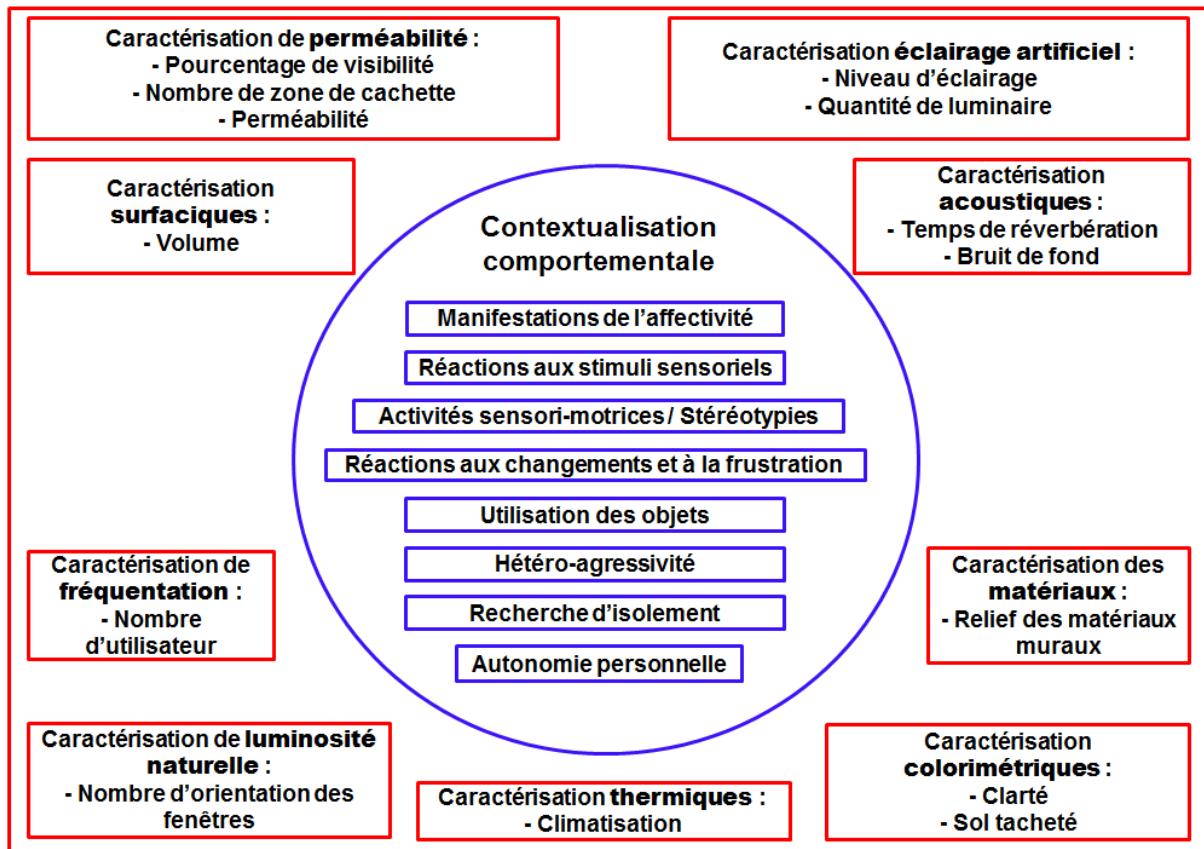 Caractérisation de perméabilité :
- Pourcentage de visibilité
- Nombre de zone de cachette
- Perméabilité
Caractérisation éclairage artificiel :
- Niveau d’éclairage
- Quantité de luminaire
Caractérisation
surfaciques :
- Volume
Caractérisation
acoustiques :
- Temps de réverbération
- Bruit de fond
Contextualisation
comportementale
Manifestations de l’affectivité
Réactions aux stimuli sensoriels
Activités sensori-motrices / Stéréotypies
Réactions aux changements et à la frustration
Utilisation des objets
Hétéro-agressivité
Recherche d’isolement
Autonomie personnelle
Caractérisation de
fréquentation :
- Nombre
d’utilisateur
Caractérisation des
matériaux :
- Relief des matériaux
muraux
Caractérisation de luminosité
naturelle :
- Nombre d’orientation des
fenêtres
Caractérisation thermiques :
- Climatisation
Caractérisation
colorimétriques :
- Clarté
- Sol tacheté